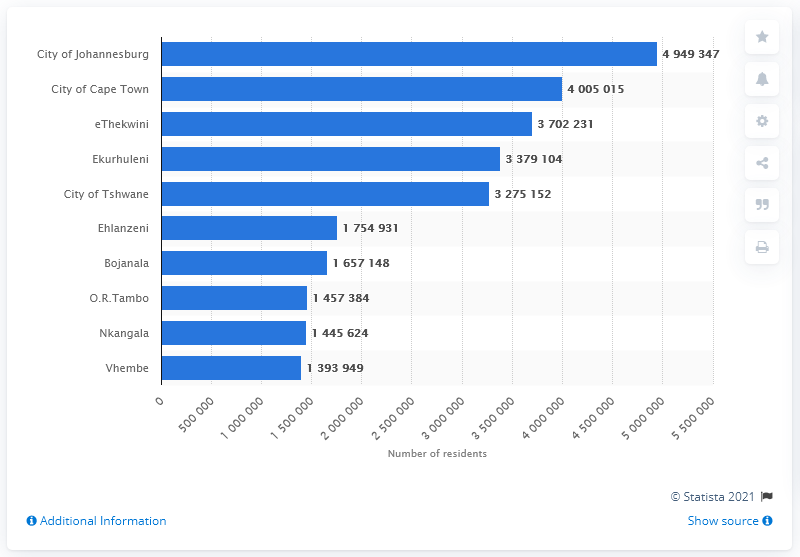 City of Johannesburg 4 949 347
City of Cape Town 4 005 015
eThekwini 3 702 231
Ekurhuleni 3 379 104
City of Tshwane 3 275 152
Ehlanzeni 1 754 931
Bojanala 1 657 148
O.R.Tambo 1 457 384
Nkangala 1 445 624
Vhembe 1 393 949
0 500 000 1 000 000 1 500 000 2 000 000 2 500 000 3 000 000 3 500 000 4 000 000 4 500 000 5 000 000 5 500 000
Number of residents
© Statista 2021
Additional Information Show source